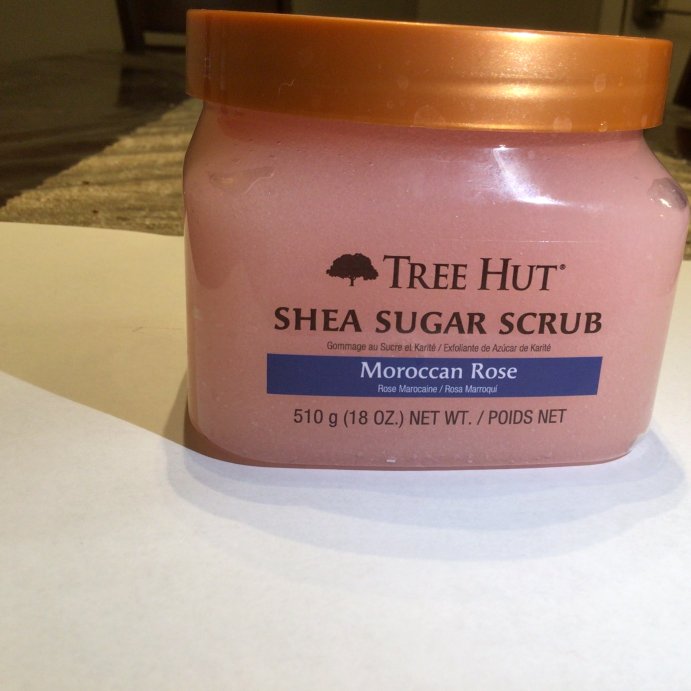 TREE HUT®
SHEA SUGAR SCRUB
Gommage au Sucre et Karité / Exfoliante de Azúcar de Karité
Moroccan Rose
Rose Marocaine / Rosa Marroquí
510 g (18 OZ.) NET WT. / POIDS NET